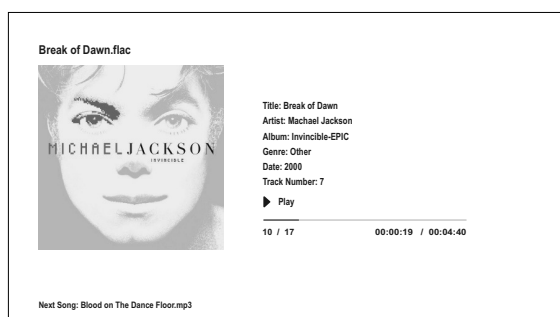 Break of Dawn.flac
MICHAEL JACKSON
INVINCIBLE
Title: Break of Dawn
Artist: Machael Jackson
Album: Invincible-EPIC
Genre: Other
Date: 2000
Track Number: 7
Play
10 / 17 00:00:19 / 00:04:40
Next Song: Blood on The Dance Floor.mp3